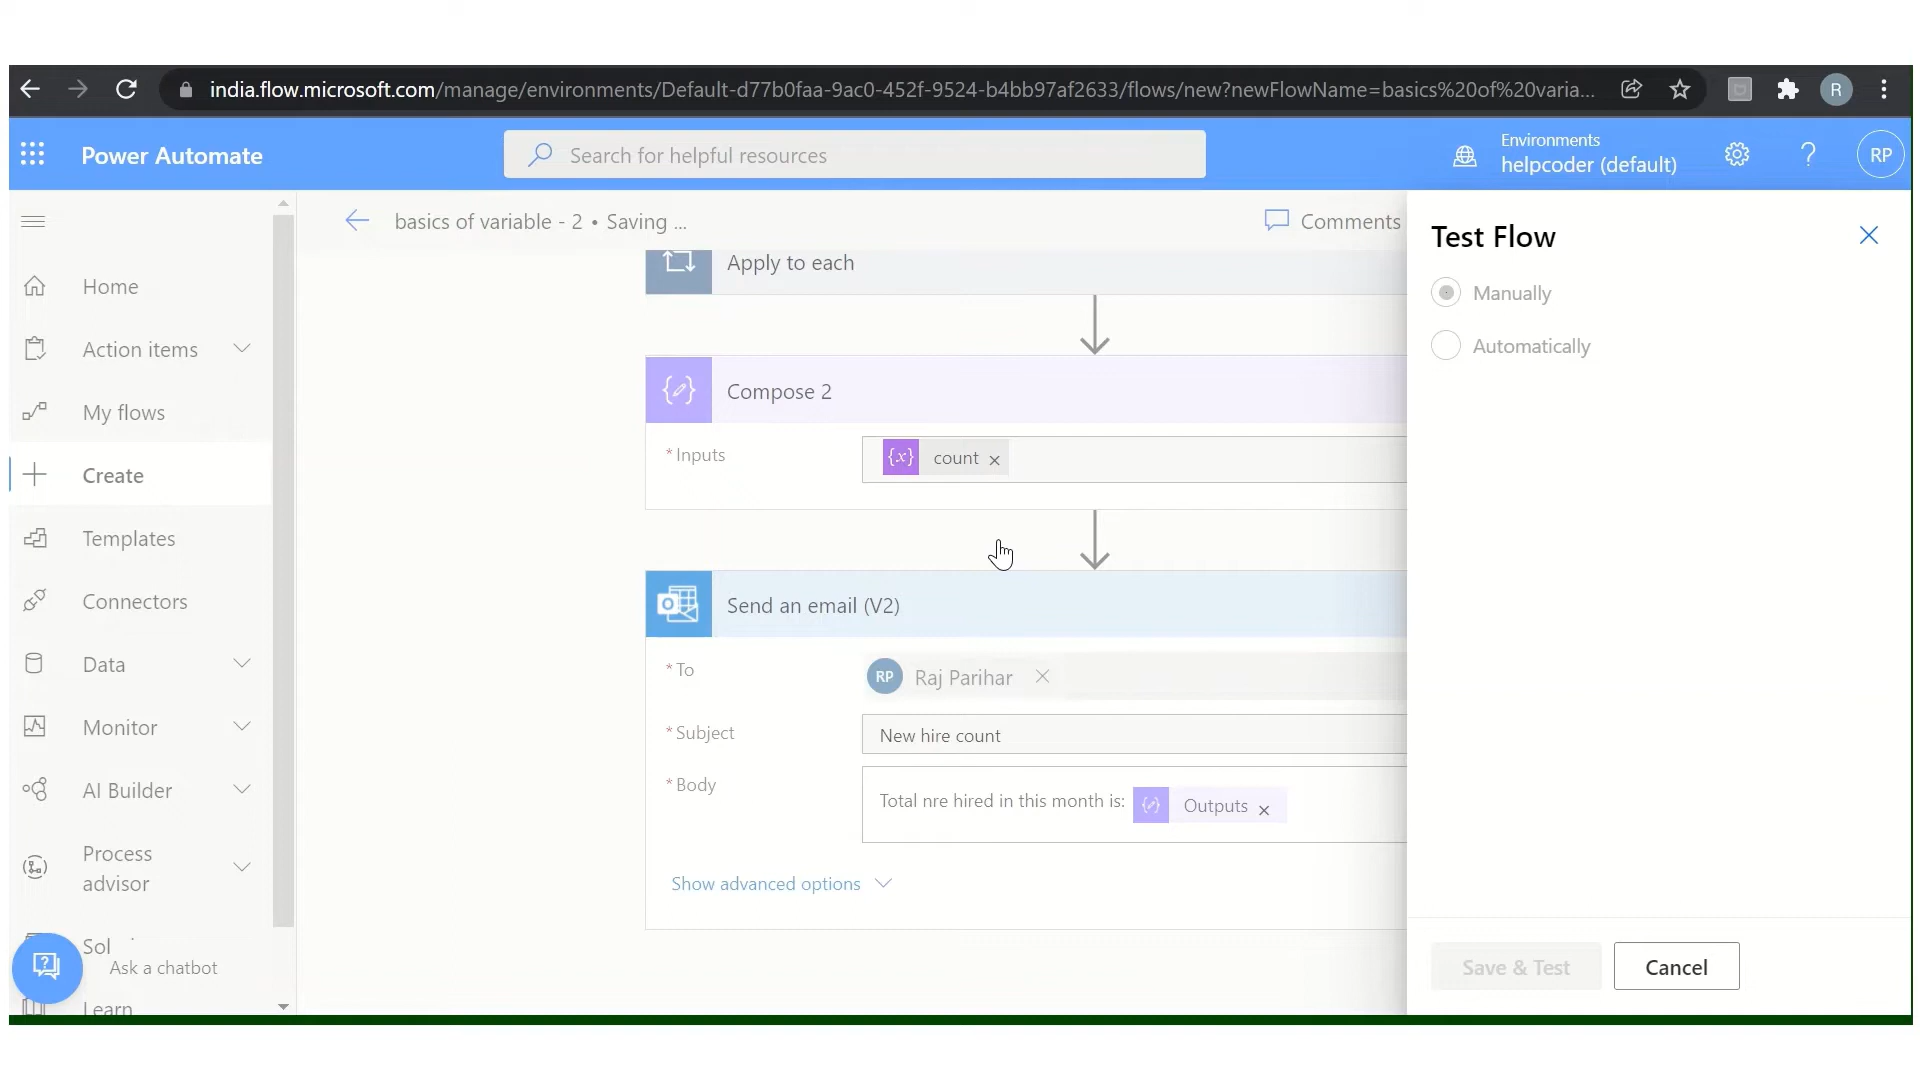 india.flow.microsoft.com/manage/environments/Default-d77b0faa-9ac0-452f-9524-b4bb97af2633/flows/new?newFlowName=basics%20of%20varia...
R
Power Automate
Search for helpful resources
Environments
helpcoder (default)
?
RP
basics of variable - 2 • Saving ...
Comments
Home
Action items
My flows
Create
Templates
Connectors
Data
Monitor
AI Builder
Process
advisor
Sol
Ask a chatbot
Learn
Apply to each
Compose 2
* Inputs
{x} count ×
Send an email (V2)
* To
RP Raj Parihar
* Subject
New hire count
* Body
Total nre hired in this month is: Outputs ×
Show advanced options
Test Flow
Manually
Automatically
Save & Test
Cancel